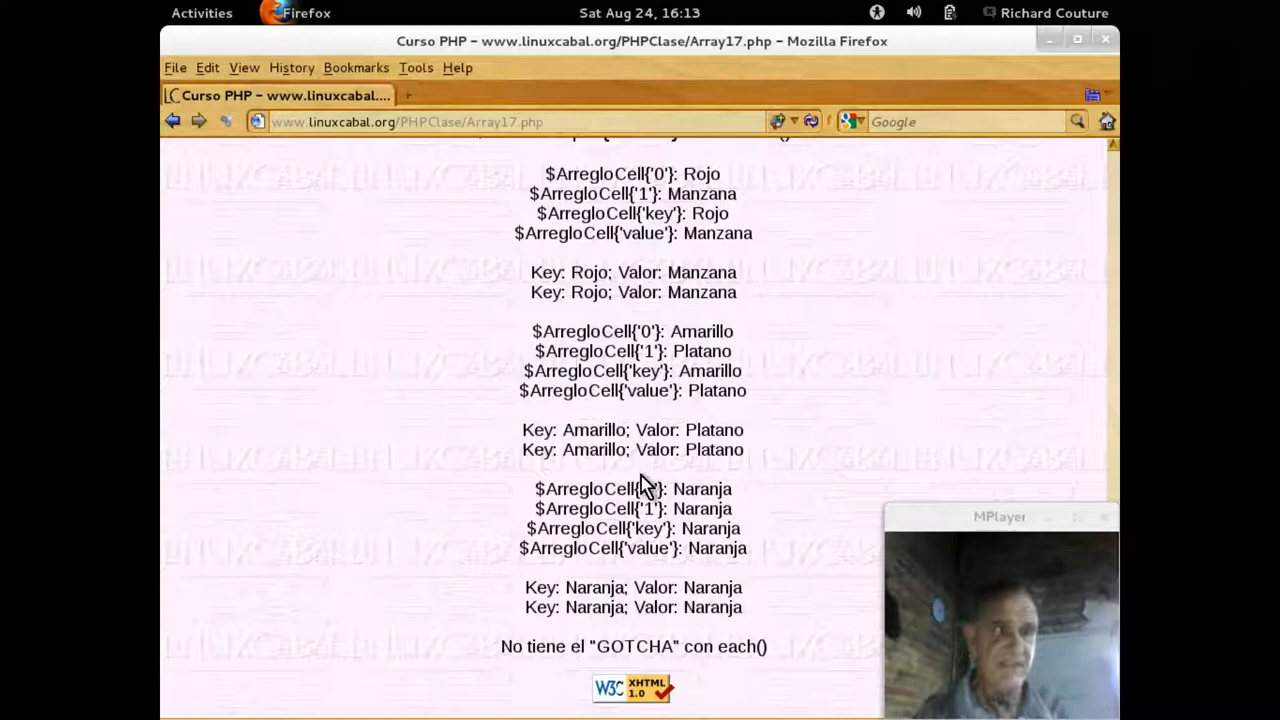 Activities Firefox Sat Aug 24, 16:13 Richard Couture
Curso PHP – www.linuxcabal.org/PHPClase/Array17.php – Mozilla Firefox
File Edit View History Bookmarks Tools Help
Curso PHP – www.linuxcabal....
www.linuxcabal.org/PHPClase/Array17.php Google
$ArregloCell{'0'}: Rojo
$ArregloCell{'1'}: Manzana
$ArregloCell{'key'}: Rojo
$ArregloCell{'value'}: Manzana
Key: Rojo; Valor: Manzana
Key: Rojo; Valor: Manzana
$ArregloCell{'0'}: Amarillo
$ArregloCell{'1'}: Platano
$ArregloCell{'key'}: Amarillo
$ArregloCell{'value'}: Platano
Key: Amarillo; Valor: Platano
Key: Amarillo; Valor: Platano
$ArregloCell{ '}: Naranja
$ArregloCell{'1'}: Naranja
$ArregloCell{'key'}: Naranja
$ArregloCell{'value'}: Naranja
Key: Naranja; Valor: Naranja
Key: Naranja; Valor: Naranja
No tiene el "GOTCHA" con each()
W3C XHTML 1.0
MPlayer